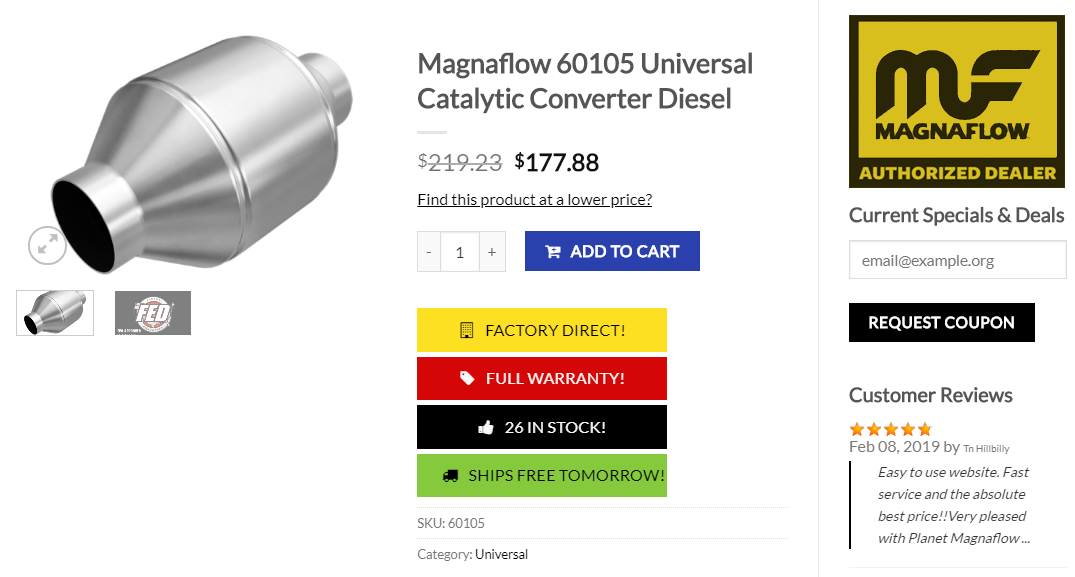 Magnaflow 60105 Universal
Catalytic Converter Diesel
$219.23 $177.88
Find this product at a lower price?
- 1 + ADD TO CART
FACTORY DIRECT!
FULL WARRANTY!
26 IN STOCK!
SHIPS FREE TOMORROW!
SKU: 60105
Category: Universal
FED
MF
MAGNAFLOW
AUTHORIZED DEALER
Current Specials & Deals
email@example.org
REQUEST COUPON
Customer Reviews
Feb 08, 2019 by Tn Hillbilly
Easy to use website. Fast
service and the absolute
best price!!Very pleased
with Planet Magnaflow ...